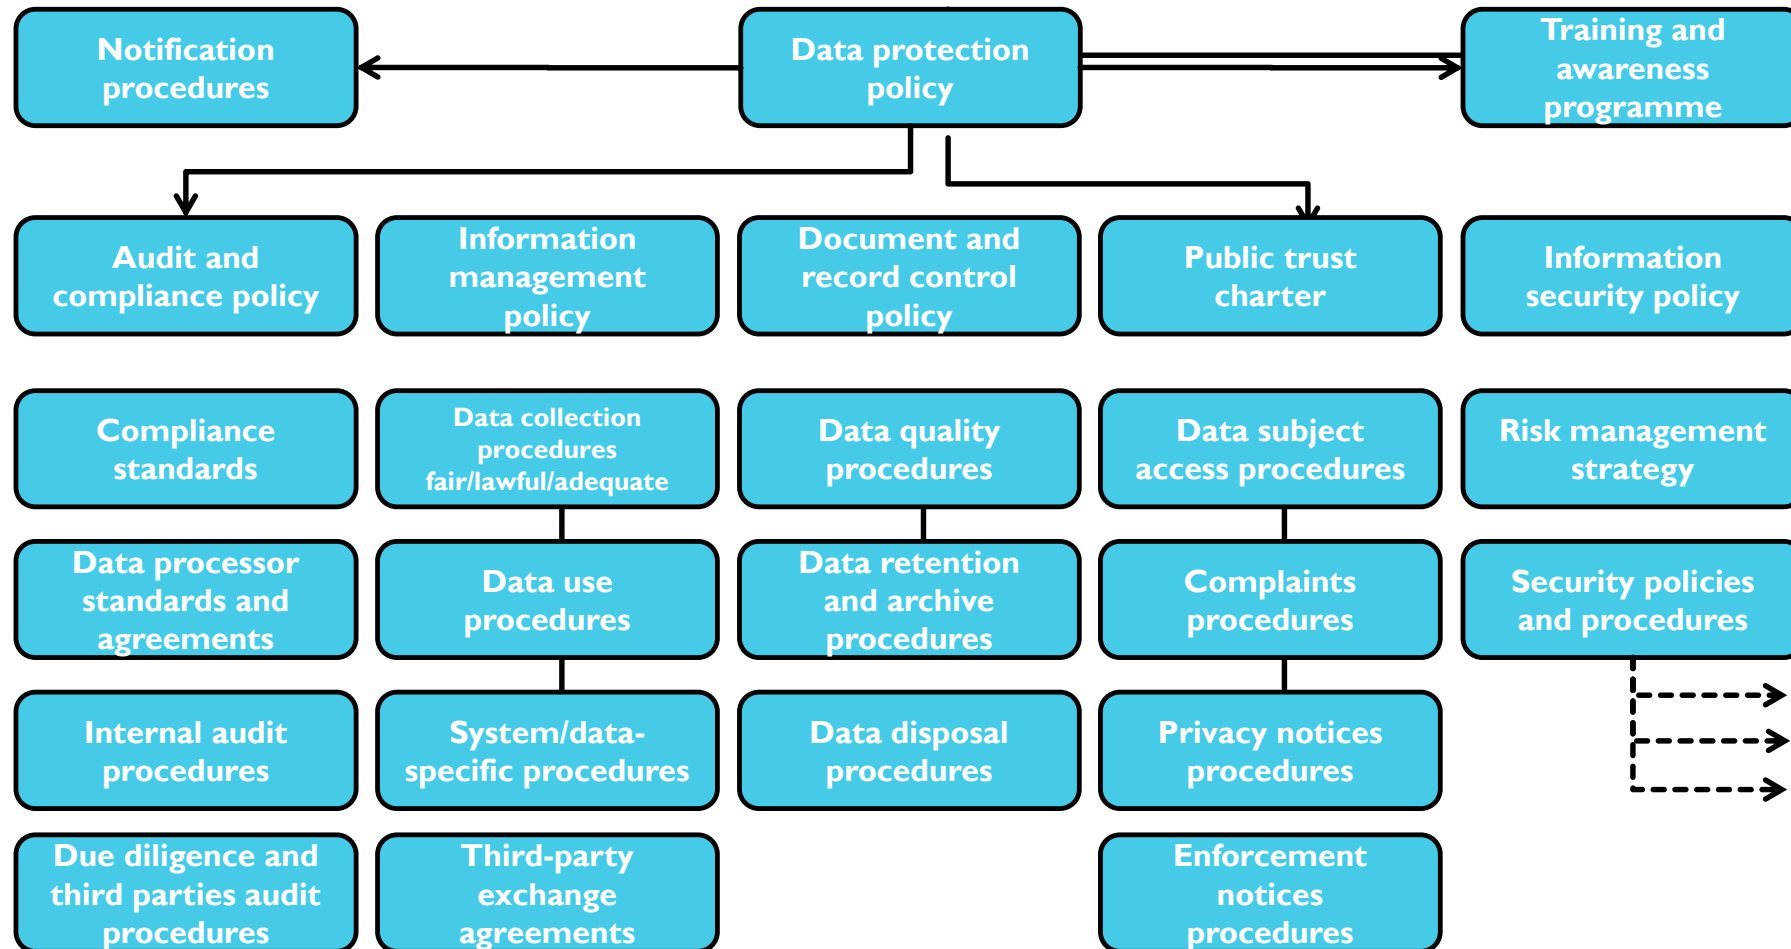 Notification
procedures
Data protection
policy
Training and
awareness
programme
Audit and
compliance policy
Information
management
policy
Document and
record control
policy
Public trust
charter
Information
security policy
Compliance
standards
Data collection
procedures
fair/lawful/adequate
Data quality
procedures
Data subject
access procedures
Risk management
strategy
Data processor
standards and
agreements
Data use
procedures
Data retention
and archive
procedures
Complaints
procedures
Security policies
and procedures
Internal audit
procedures
System/data-
specific procedures
Data disposal
procedures
Privacy notices
procedures
Due diligence and
third parties audit
procedures
Third-party
exchange
agreements
Enforcement
notices
procedures